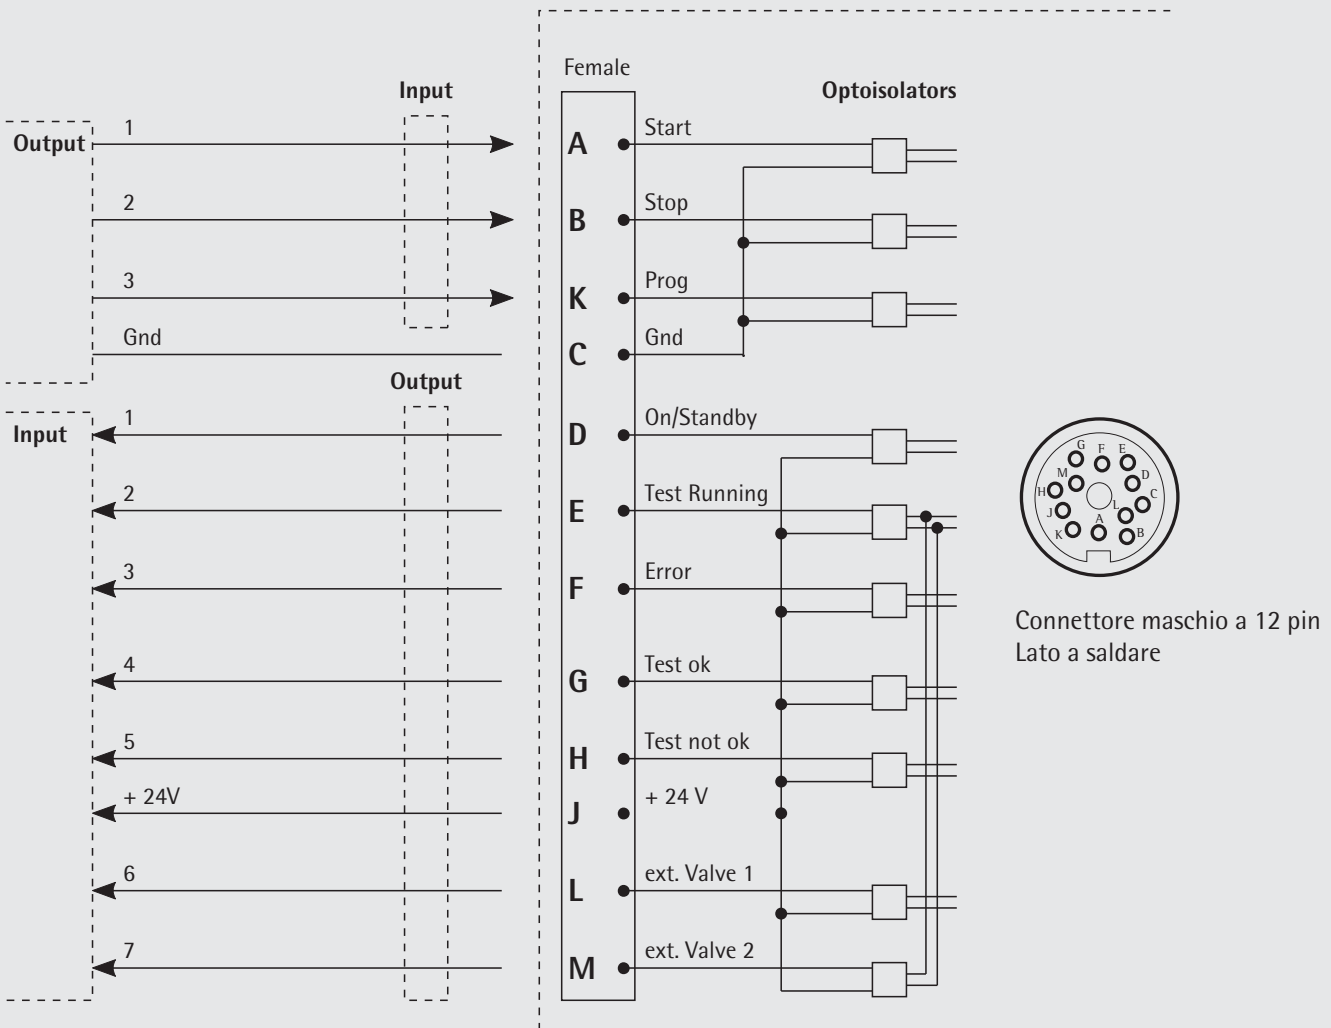 Female
Input
Optoisolators
Output
1
A
Start
2
B
Stop
3
K
Prog
Gnd
C
Gnd
Output
Input
1
D
On/Standby
2
E
Test Running
3
F
Error
4
G
Test ok
5
H
Test not ok
+ 24V
J
+ 24 V
6
L
ext. Valve 1
7
M
ext. Valve 2
G
F
E
M
D
H
C
J
L
A
K
B
Connettore maschio a 12 pin
Lato a saldare